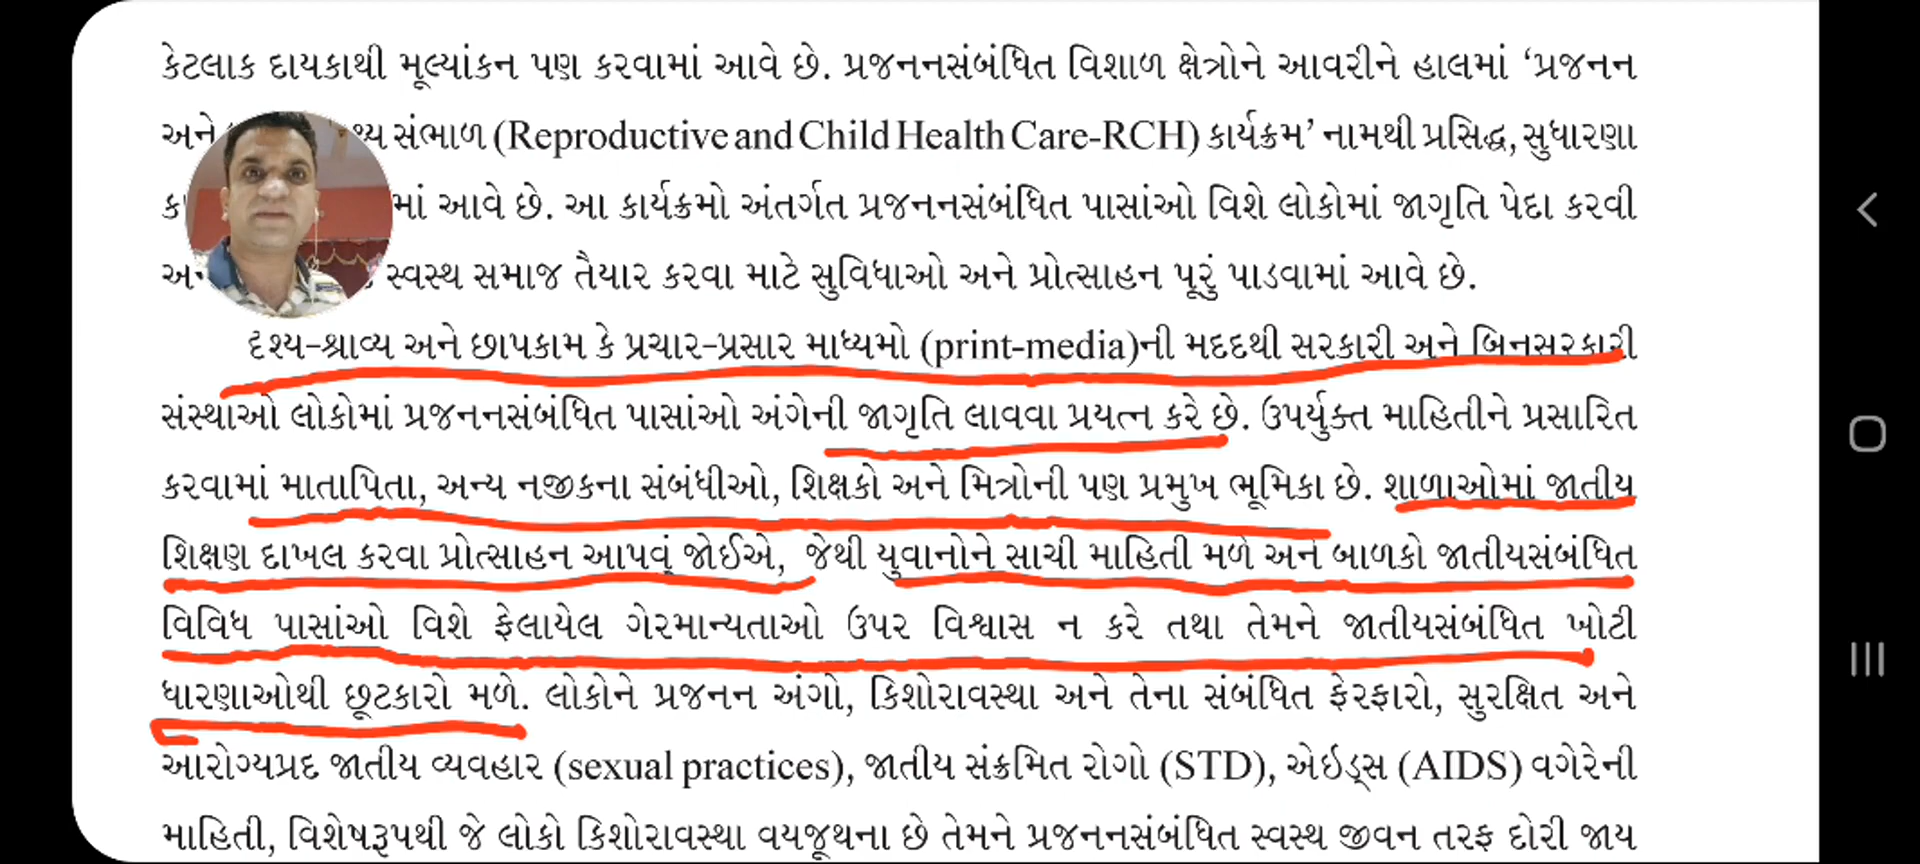 કેટલાક દાયકાથી મૂલ્યાંકન પણ કરવામાં આવે છે. પ્રજનનસંબંધિત વિશાળ ક્ષેત્રોને આવરીને હાલમાં ‘પ્રજનન
અને સંભાળ (Reproductive and Child Health Care-RCH) કાર્યક્રમ’ નામથી પ્રસિદ્ધ, સુધારણા
આવે છે. આ કાર્યક્રમો અંતર્ગત પ્રજનનસંબંધિત પાસાંઓ વિશે લોકોમાં જાગૃતિ પેદા કરવી
સ્વસ્થ સમાજ તૈયાર કરવા માટે સુવિધાઓ અને પ્રોત્સાહન પૂરું પાડવામાં આવે છે.
દૃશ્ય-શ્રાવ્ય અને છાપકામ કે પ્રચાર-પ્રસાર માધ્યમો (print-media)ની મદદથી સરકારી અને બિનસરકારી
સંસ્થાઓ લોકોમાં પ્રજનનસંબંધિત પાસાંઓ અંગેની જાગૃતિ લાવવા પ્રયત્ન કરે છે. ઉપર્યુક્ત માહિતીને પ્રસારિત
કરવામાં માતાપિતા, અન્ય નજીકના સંબંધીઓ, શિક્ષકો અને મિત્રોની પણ પ્રમુખ ભૂમિકા છે. શાળાઓમાં જાતીય
શિક્ષણ દાખલ કરવા પ્રોત્સાહન આપવું જોઈએ, જેથી યુવાનોને સાચી માહિતી મળે અને બાળકો જાતીયસંબંધિત
વિવિધ પાસાંઓ વિશે ફેલાયેલ ગેરમાન્યતાઓ ઉપર વિશ્વાસ ન કરે તથા તેમને જાતીયસંબંધિત ખોટી
ધારણાઓથી છૂટકારો મળે. લોકોને પ્રજનન અંગો, કિશોરાવસ્થા અને તેના સંબંધિત ફેરફારો, સુરક્ષિત અને
આરોગ્યપ્રદ જાતીય વ્યવહાર (sexual practices), જાતીય સંક્રમિત રોગો (STD), એઇડ્સ (AIDS) વગેરેની
માહિતી, વિશેષરૂપથી જે લોકો કિશોરાવસ્થા વયજૂથના છે તેમને પ્રજનનસંબંધિત સ્વસ્થ જીવન તરફ દોરી જાય